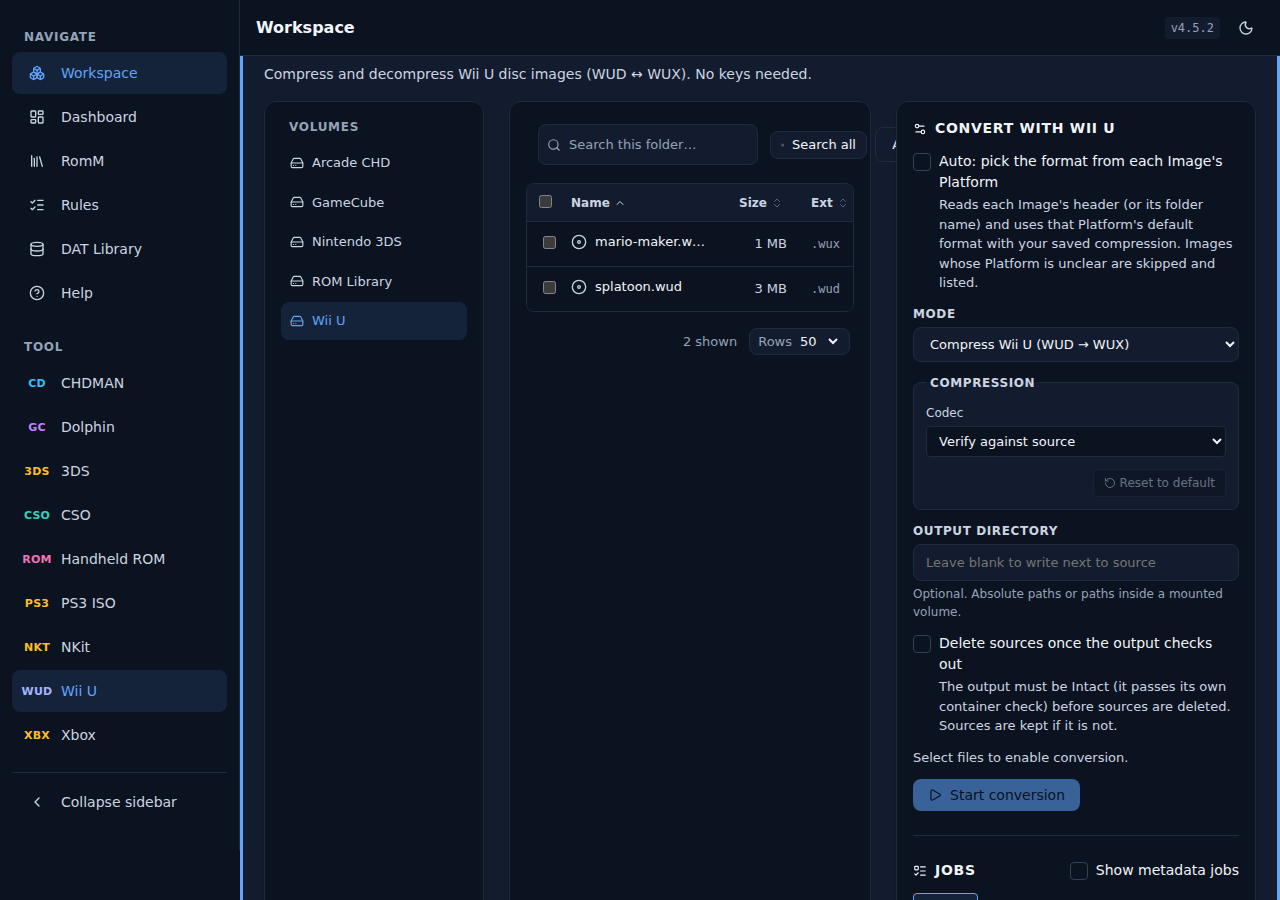 NAVIGATE
Workspace
Dashboard
RomM
Rules
DAT Library
Help
TOOL
CD CHDMAN
GC Dolphin
3DS 3DS
CSO CSO
ROM Handheld ROM
PS3 PS3 ISO
NKT NKit
WUD Wii U
XBX Xbox
Collapse sidebar
Workspace
v4.5.2
Compress and decompress Wii U disc images (WUD ↔ WUX). No keys needed.
VOLUMES
Arcade CHD
GameCube
Nintendo 3DS
ROM Library
Wii U
Search this folder…
Search all
Name Size Ext
mario-maker.w… 1 MB .wux
splatoon.wud 3 MB .wud
2 shown Rows 50
CONVERT WITH WII U
Auto: pick the format from each Image's
Platform
Reads each Image's header (or its folder
name) and uses that Platform's default
format with your saved compression. Images
whose Platform is unclear are skipped and
listed.
MODE
Compress Wii U (WUD → WUX)
COMPRESSION
Codec
Verify against source
Reset to default
OUTPUT DIRECTORY
Leave blank to write next to source
Optional. Absolute paths or paths inside a mounted
volume.
Delete sources once the output checks
out
The output must be Intact (it passes its own
container check) before sources are deleted.
Sources are kept if it is not.
Select files to enable conversion.
Start conversion
JOBS
Show metadata jobs